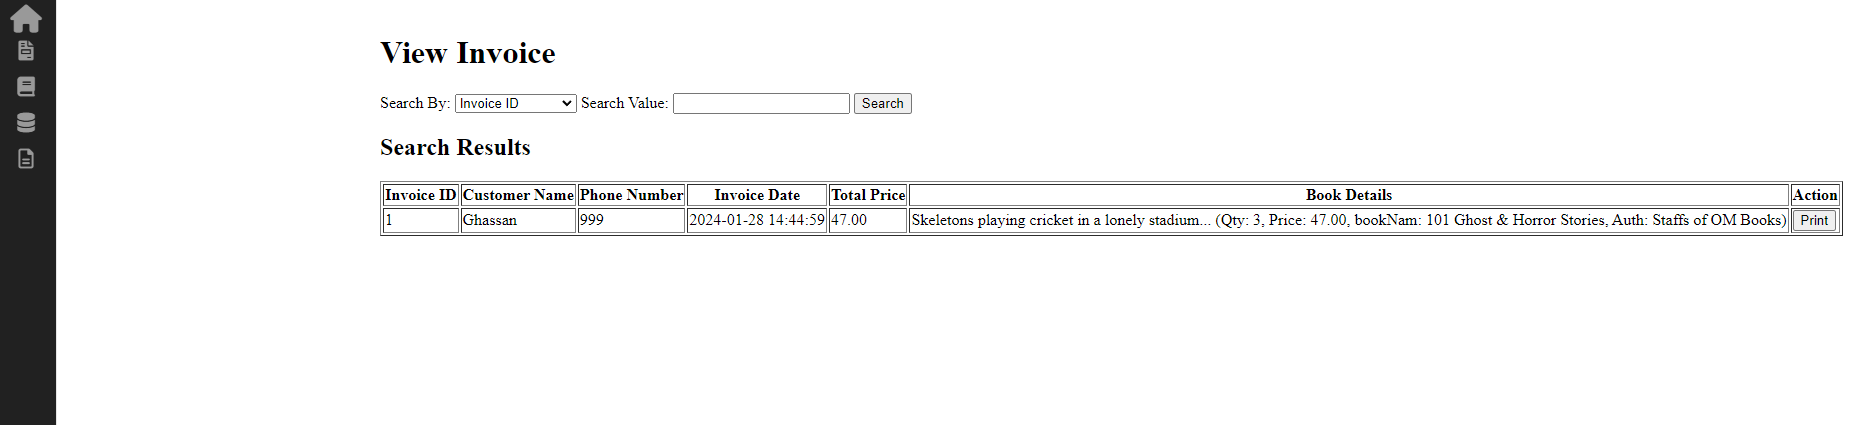 View Invoice
Search By: Invoice ID Search Value: Search
Search Results
Invoice ID Customer Name Phone Number Invoice Date Total Price Book Details Action
1 Ghassan 999 2024-01-28 14:44:59 47.00 Skeletons playing cricket in a lonely stadium... (Qty: 3, Price: 47.00, bookNam: 101 Ghost & Horror Stories, Auth: Staffs of OM Books) Print